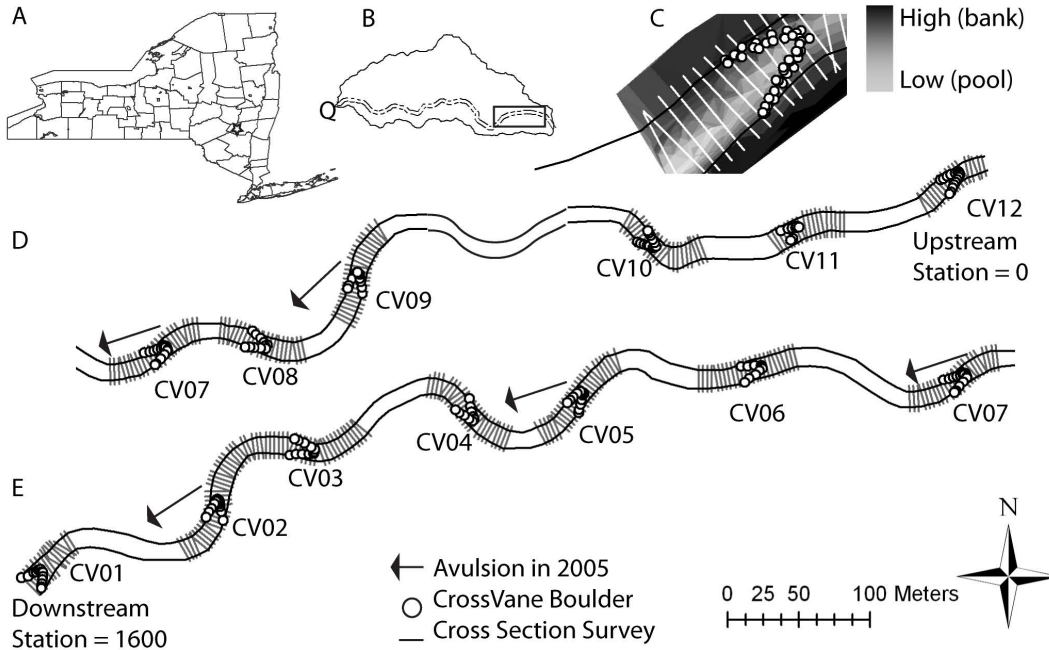 A
B
C
High (bank)
Low (pool)
Q
D
CV12
CV10
CV11
Upstream
Station = 0
CV09
CV07
CV08
CV06
CV07
CV04
CV05
CV03
E
CV02
CV01
N
Avulsion in 2005
CrossVane Boulder
Cross Section Survey
0 25 50 100 Meters
Downstream
Station = 1600